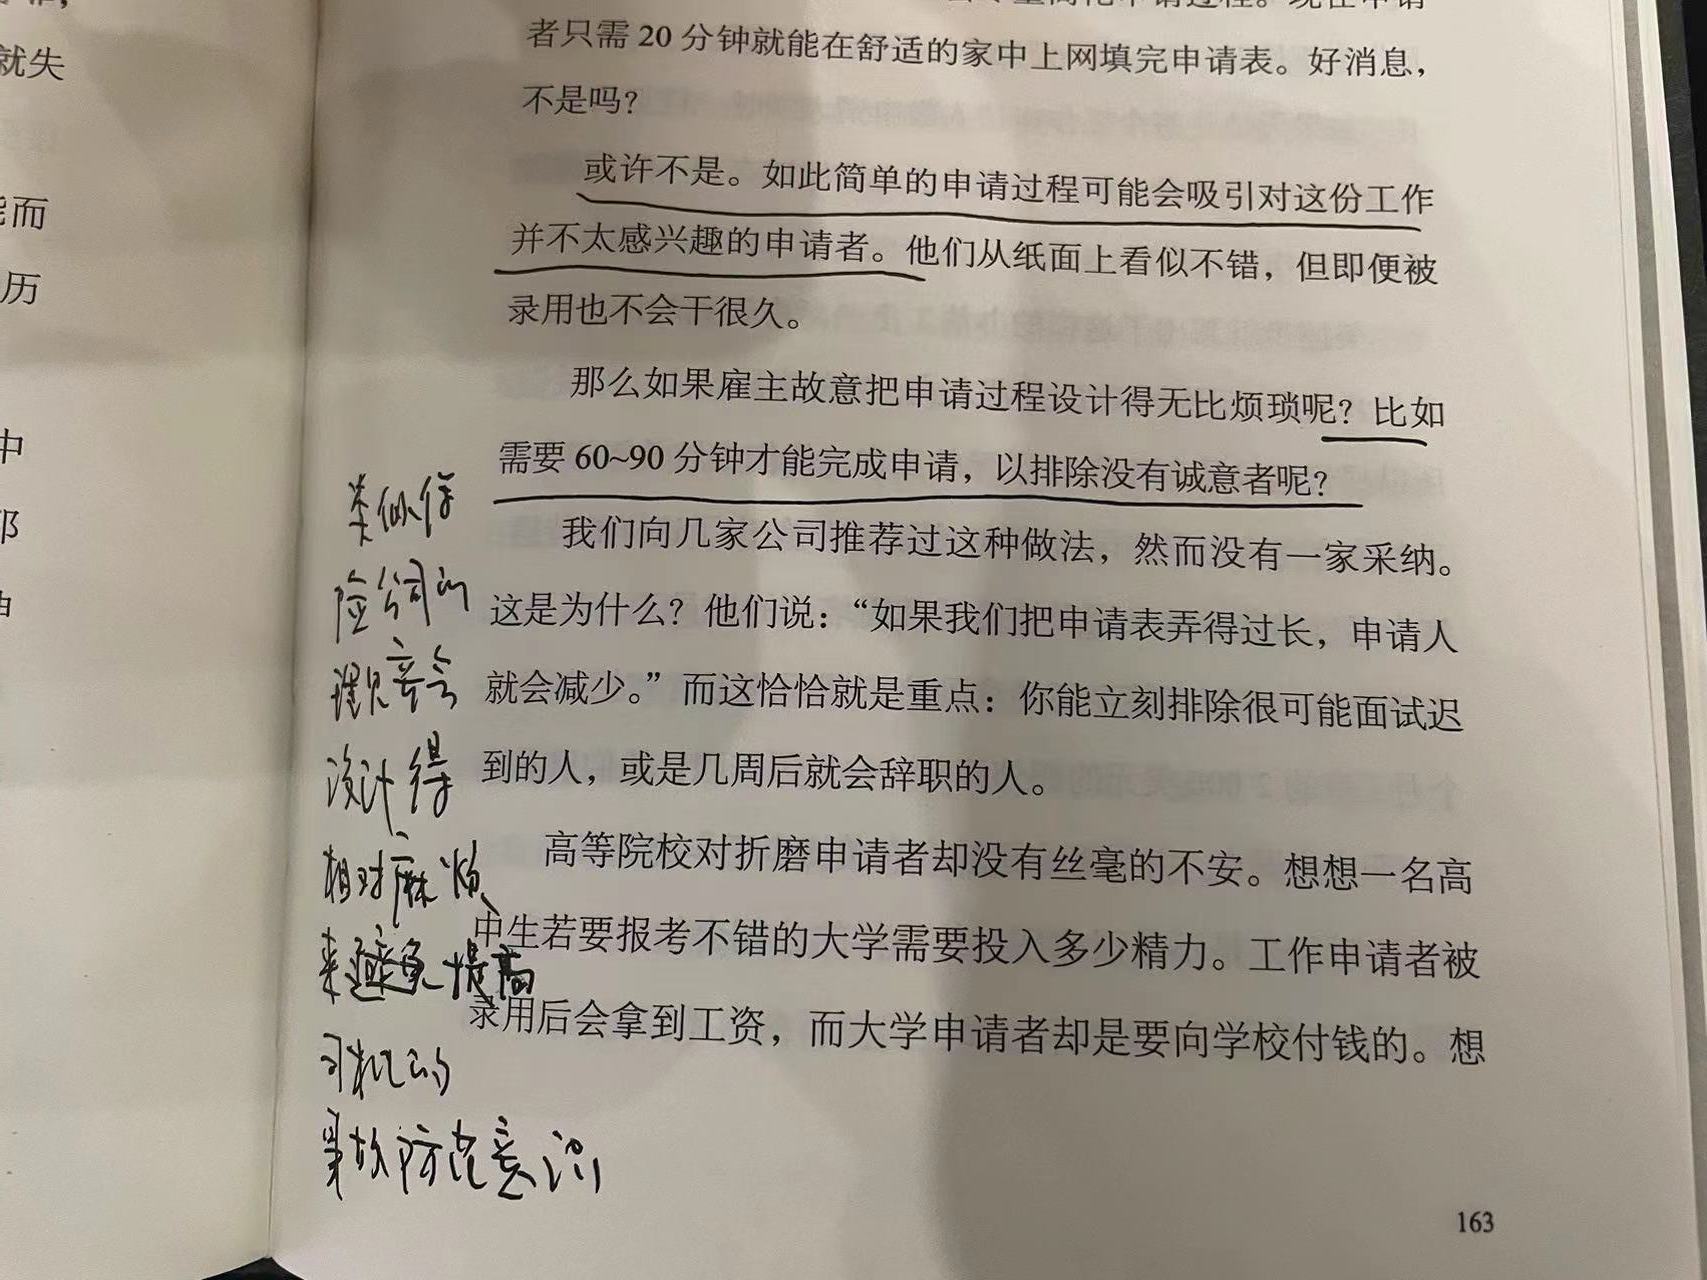 就失
能而
历
中
者只需 20 分钟就能在舒适的家中上网填完申请表。好消息，
不是吗？
或许不是。如此简单的申请过程可能会吸引对这份工作
并不太感兴趣的申请者。他们从纸面上看似不错，但即便被
录用也不会干很久。
那么如果雇主故意把申请过程设计得无比烦琐呢？比如
需要 60~90 分钟才能完成申请，以排除没有诚意者呢？
我们向几家公司推荐过这种做法，然而没有一家采纳。
这是为什么？他们说：“如果我们把申请表弄得过长，申请人
就会减少。”而这恰恰就是重点：你能立刻排除很可能面试迟
到的人，或是几周后就会辞职的人。
高等院校对折磨申请者却没有丝毫的不安。想想一名高
中生若要报考不错的大学需要投入多少精力。工作申请者被
录用后会拿到工资，而大学申请者却是要向学校付钱的。想
类似保
险公司的
理赔会
设计得
相对麻烦、
来避免提高
司机的
事故防范意识
163